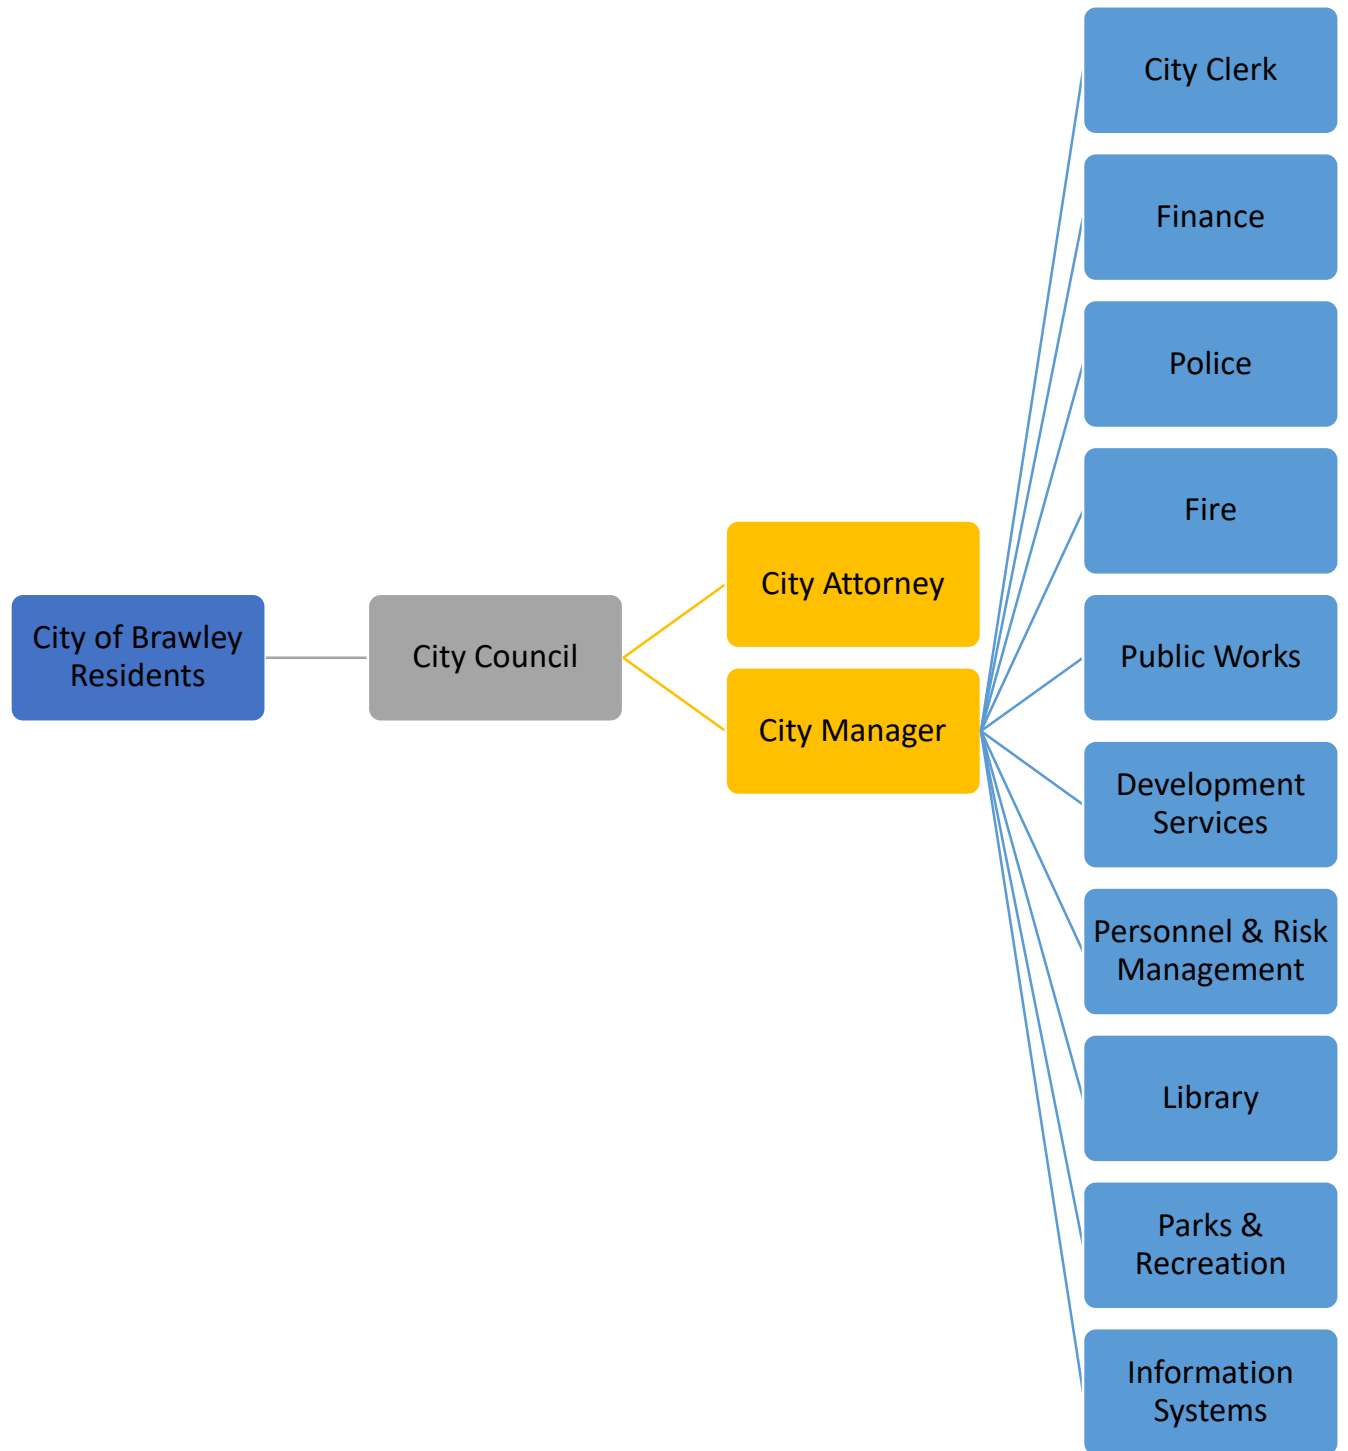 City of Brawley
Residents
City Council
City Attorney
City Manager
City Clerk
Finance
Police
Fire
Public Works
Development
Services
Personnel & Risk
Management
Library
Parks &
Recreation
Information
Systems